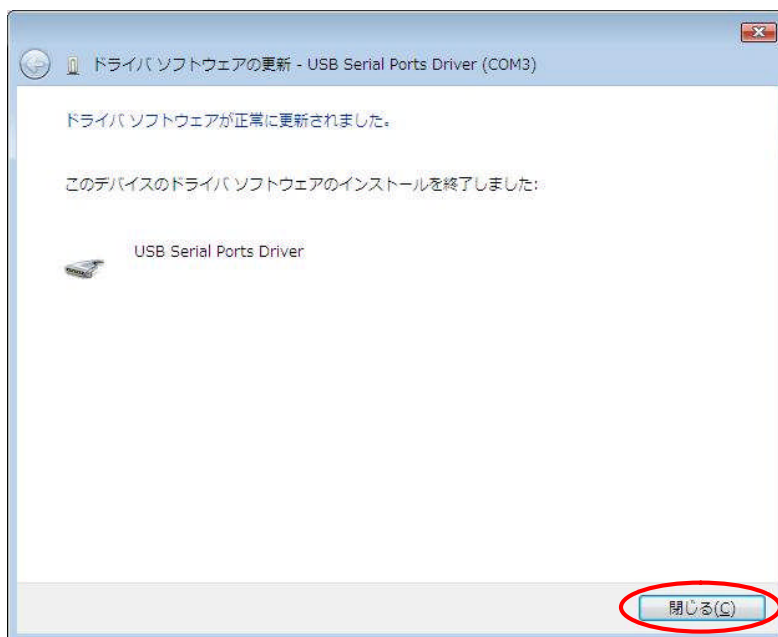 ドライバ ソフトウェアの更新 - USB Serial Ports Driver (COM3)
ドライバ ソフトウェアが正常に更新されました。
このデバイスのドライバ ソフトウェアのインストールを終了しました:
USB Serial Ports Driver
閉じる(C)